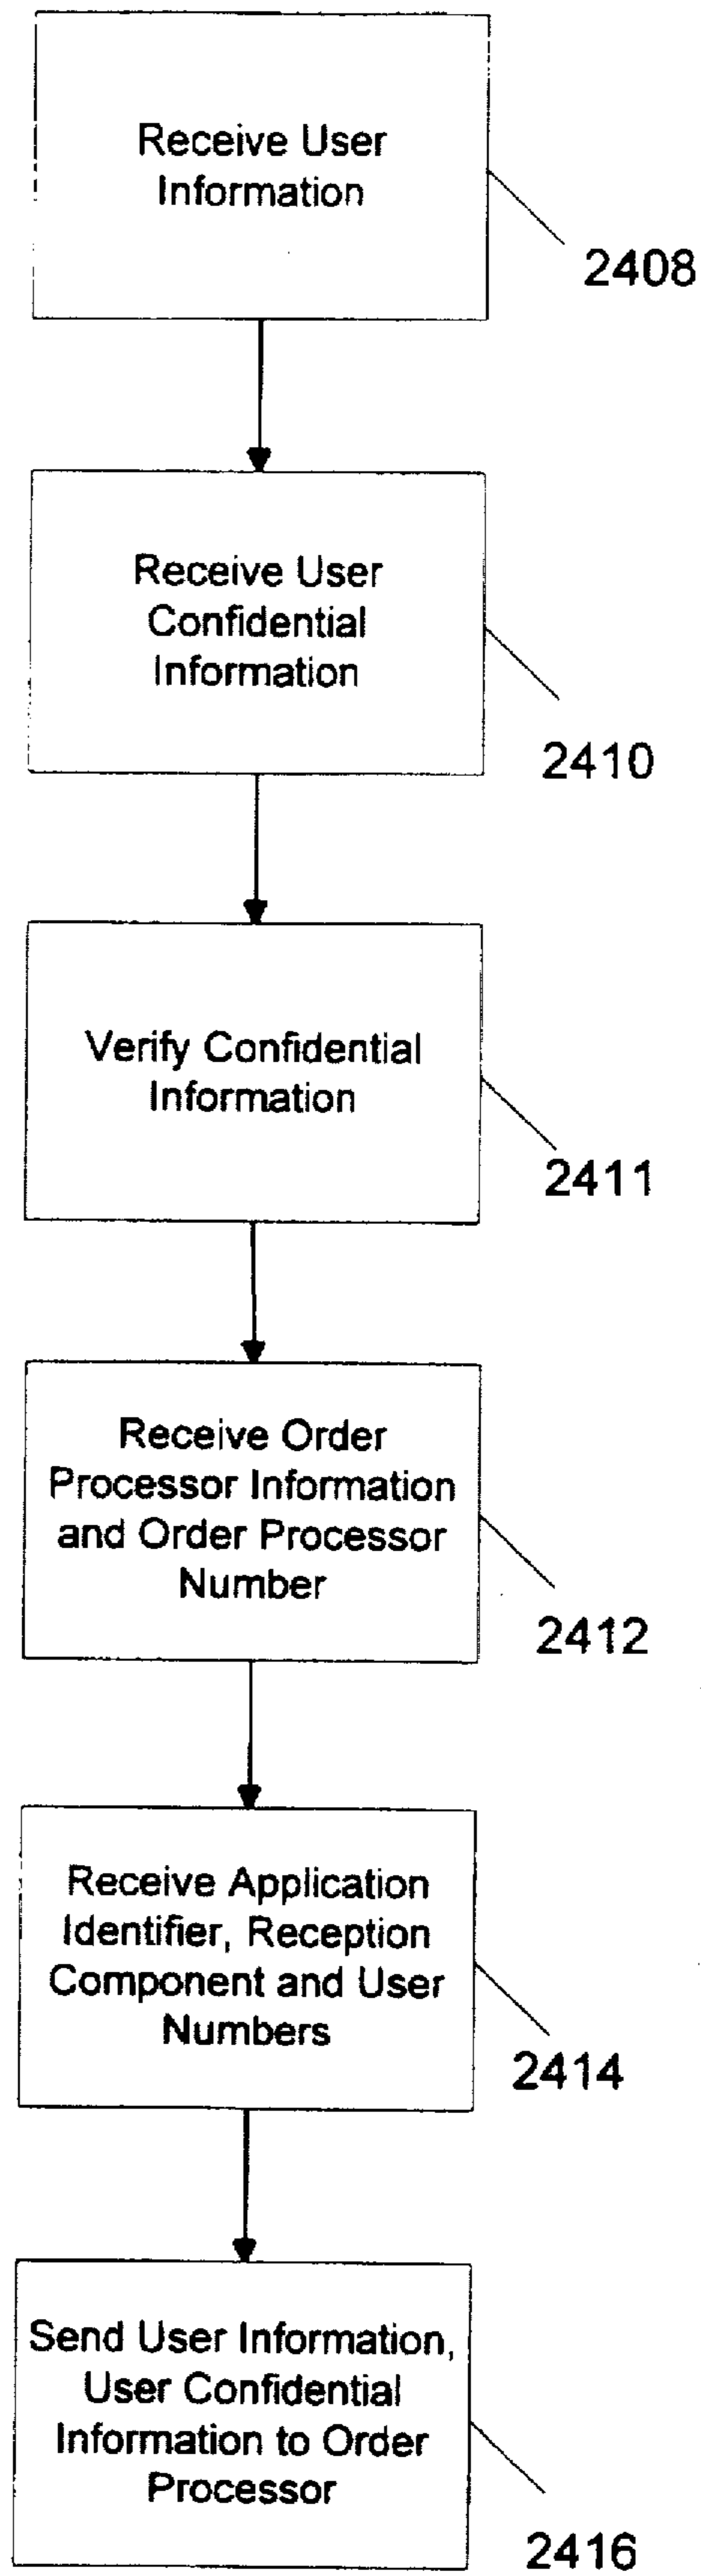 Receive User
Information
2408
Receive User
Confidential
Information
2410
Verify Confidential
Information
2411
Receive Order
Processor Information
and Order Processor
Number
2412
Receive Application
Identifier, Reception
Component and User
Numbers
2414
Send User Information,
User Confidential
Information to Order
Processor
2416